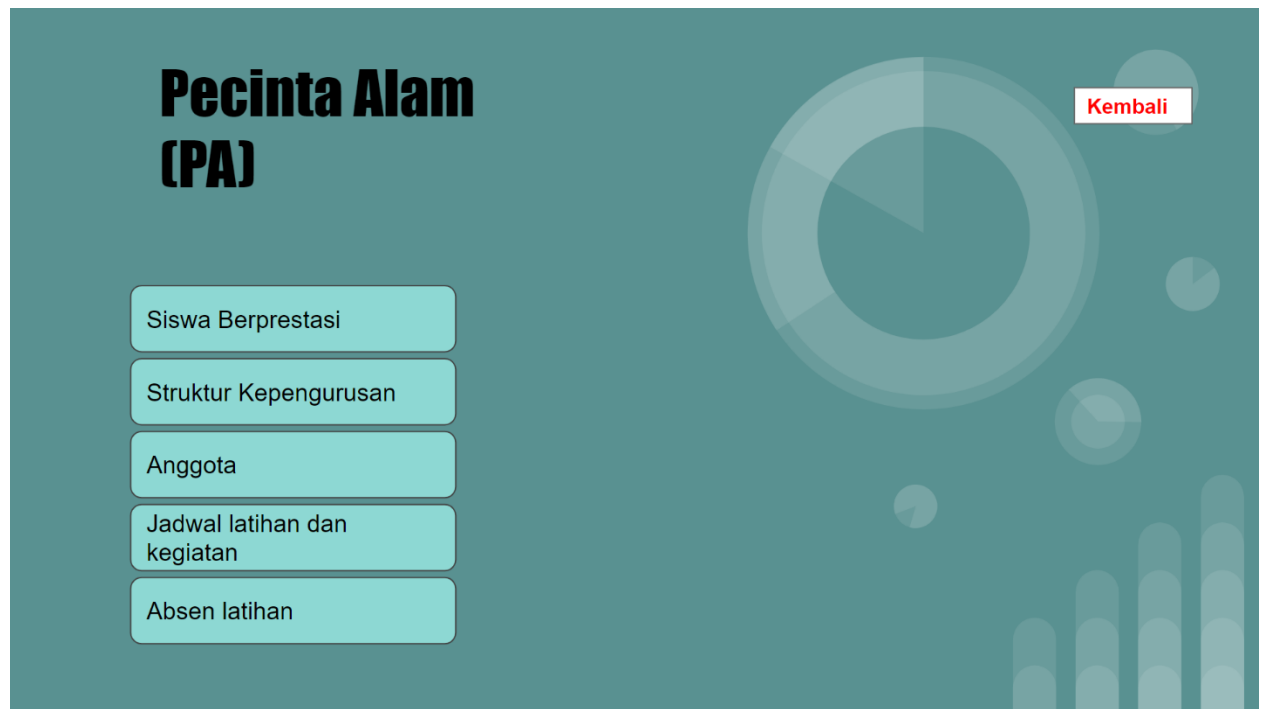 Pecinta Alam
(PA)
Kembali
Siswa Berprestasi
Struktur Kepengurusan
Anggota
Jadwal latihan dan
kegiatan
Absen latihan